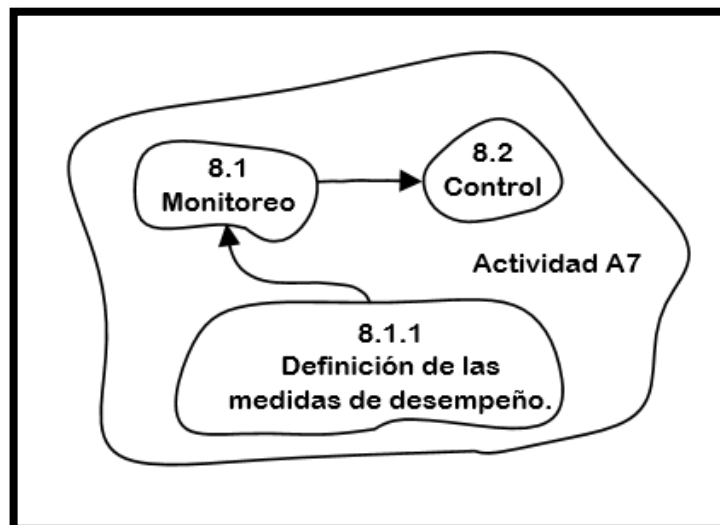 8.1
Monitoreo
8.2
Control
Actividad A7
8.1.1
Definición de las
medidas de desempeño.